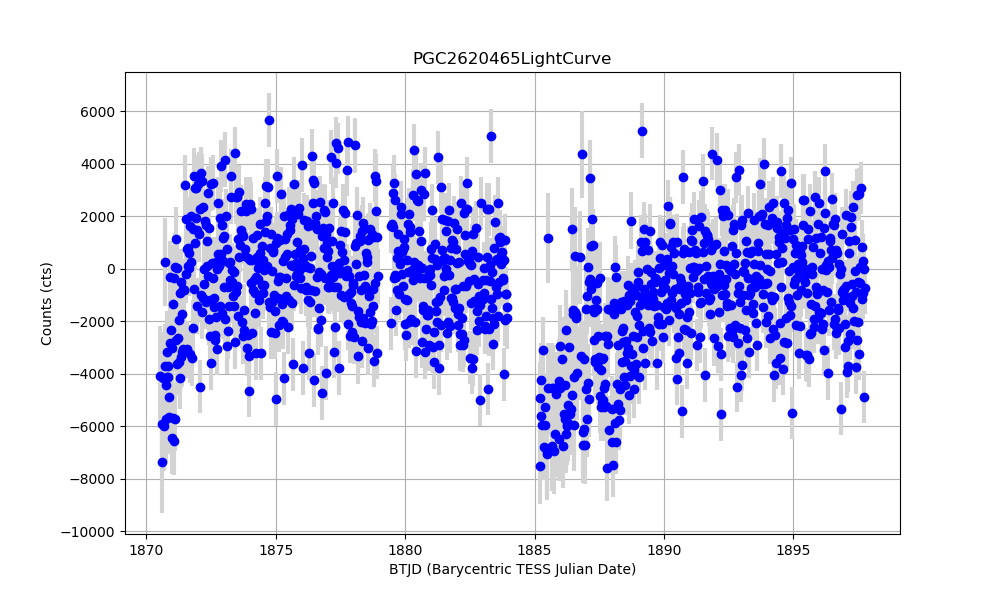 PGC2620465LightCurve
6000
4000
2000
0
−2000
−4000
−6000
−8000
−10000
Counts (cts)
1870 1875 1880 1885 1890 1895
BTJD (Barycentric TESS Julian Date)